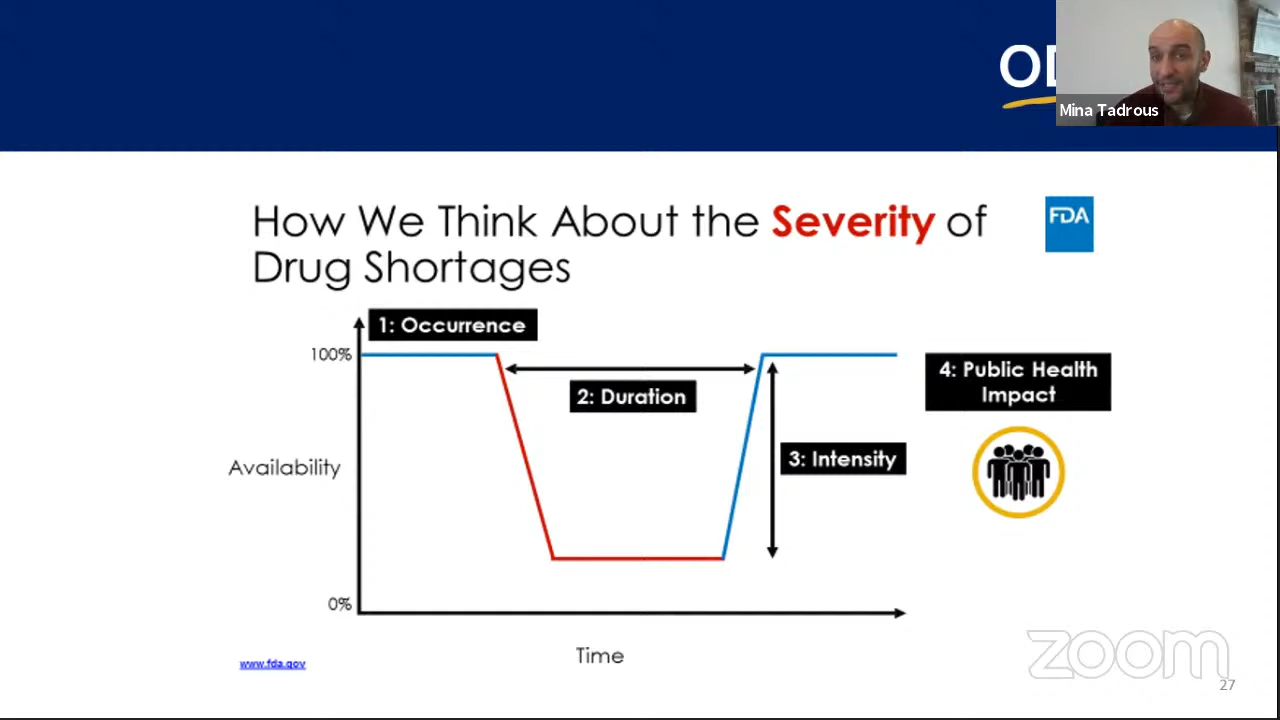 Mina Tadrous
How We Think About the Severity of
Drug Shortages
FDA
1: Occurrence
100%
2: Duration
4: Public Health
Impact
3: Intensity
Availability
0%
Time
www.fda.gov
zoom
27